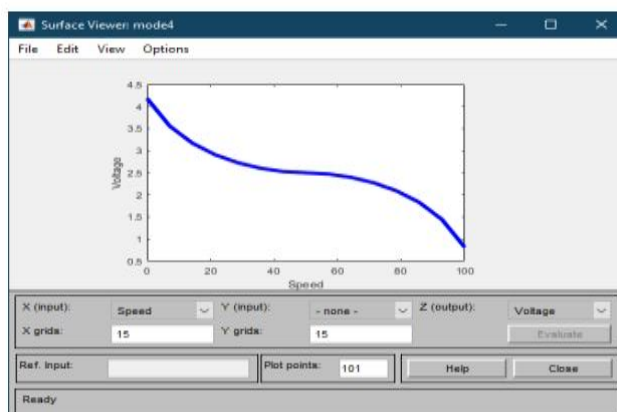 Surface Viewer: mode4
File Edit View Options
4.5
4
3.5
3
2.5
2
1.5
1
0.5
Voltage
0 20 40 60 80 100
Speed
X (input): Speed Y (input): - none - Z (output): Voltage
X grids: 15 Y grids: 15 Evaluate
Ref. Input: Plot points: 101 Help Close
Ready